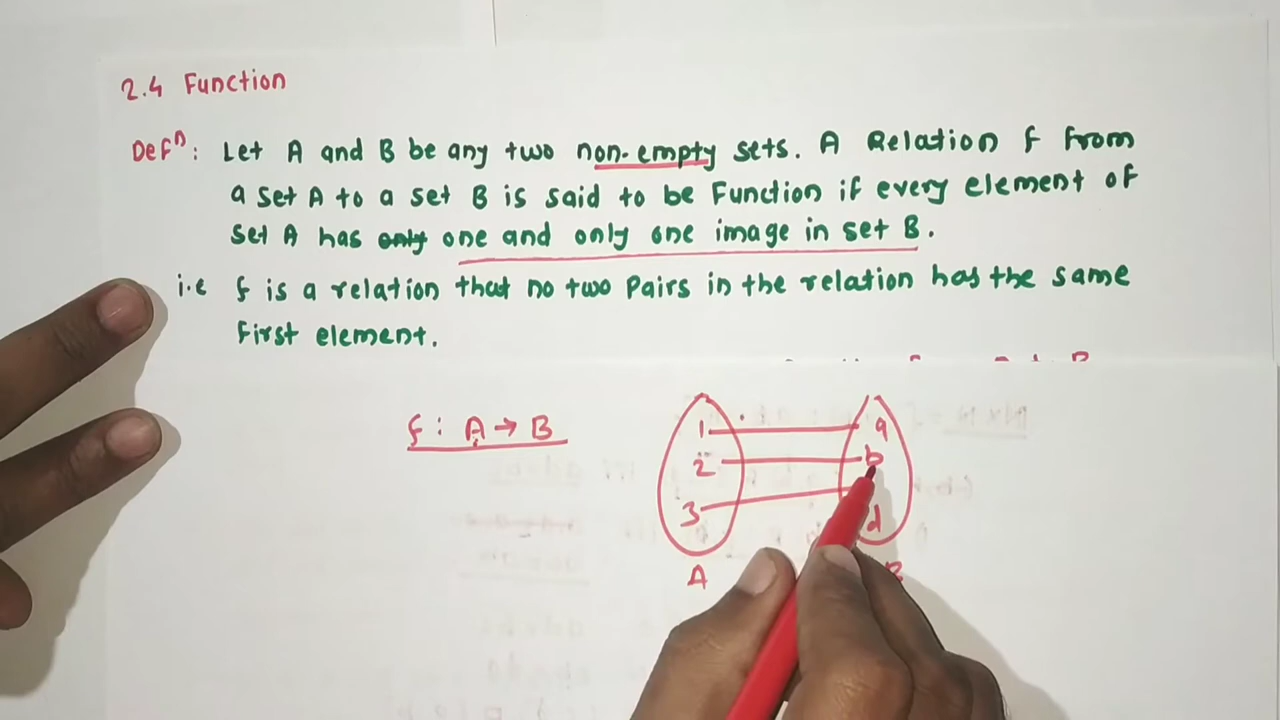 2.4 Function
Defⁿ: Let A and B be any two non-empty sets. A Relation f from
a set A to a set B is said to be Function if every element of
set A has only one and only one image in set B.
i.e f is a relation that no two pairs in the relation has the same
first element.
f: A → B
1 a
2 b
3
d
A B